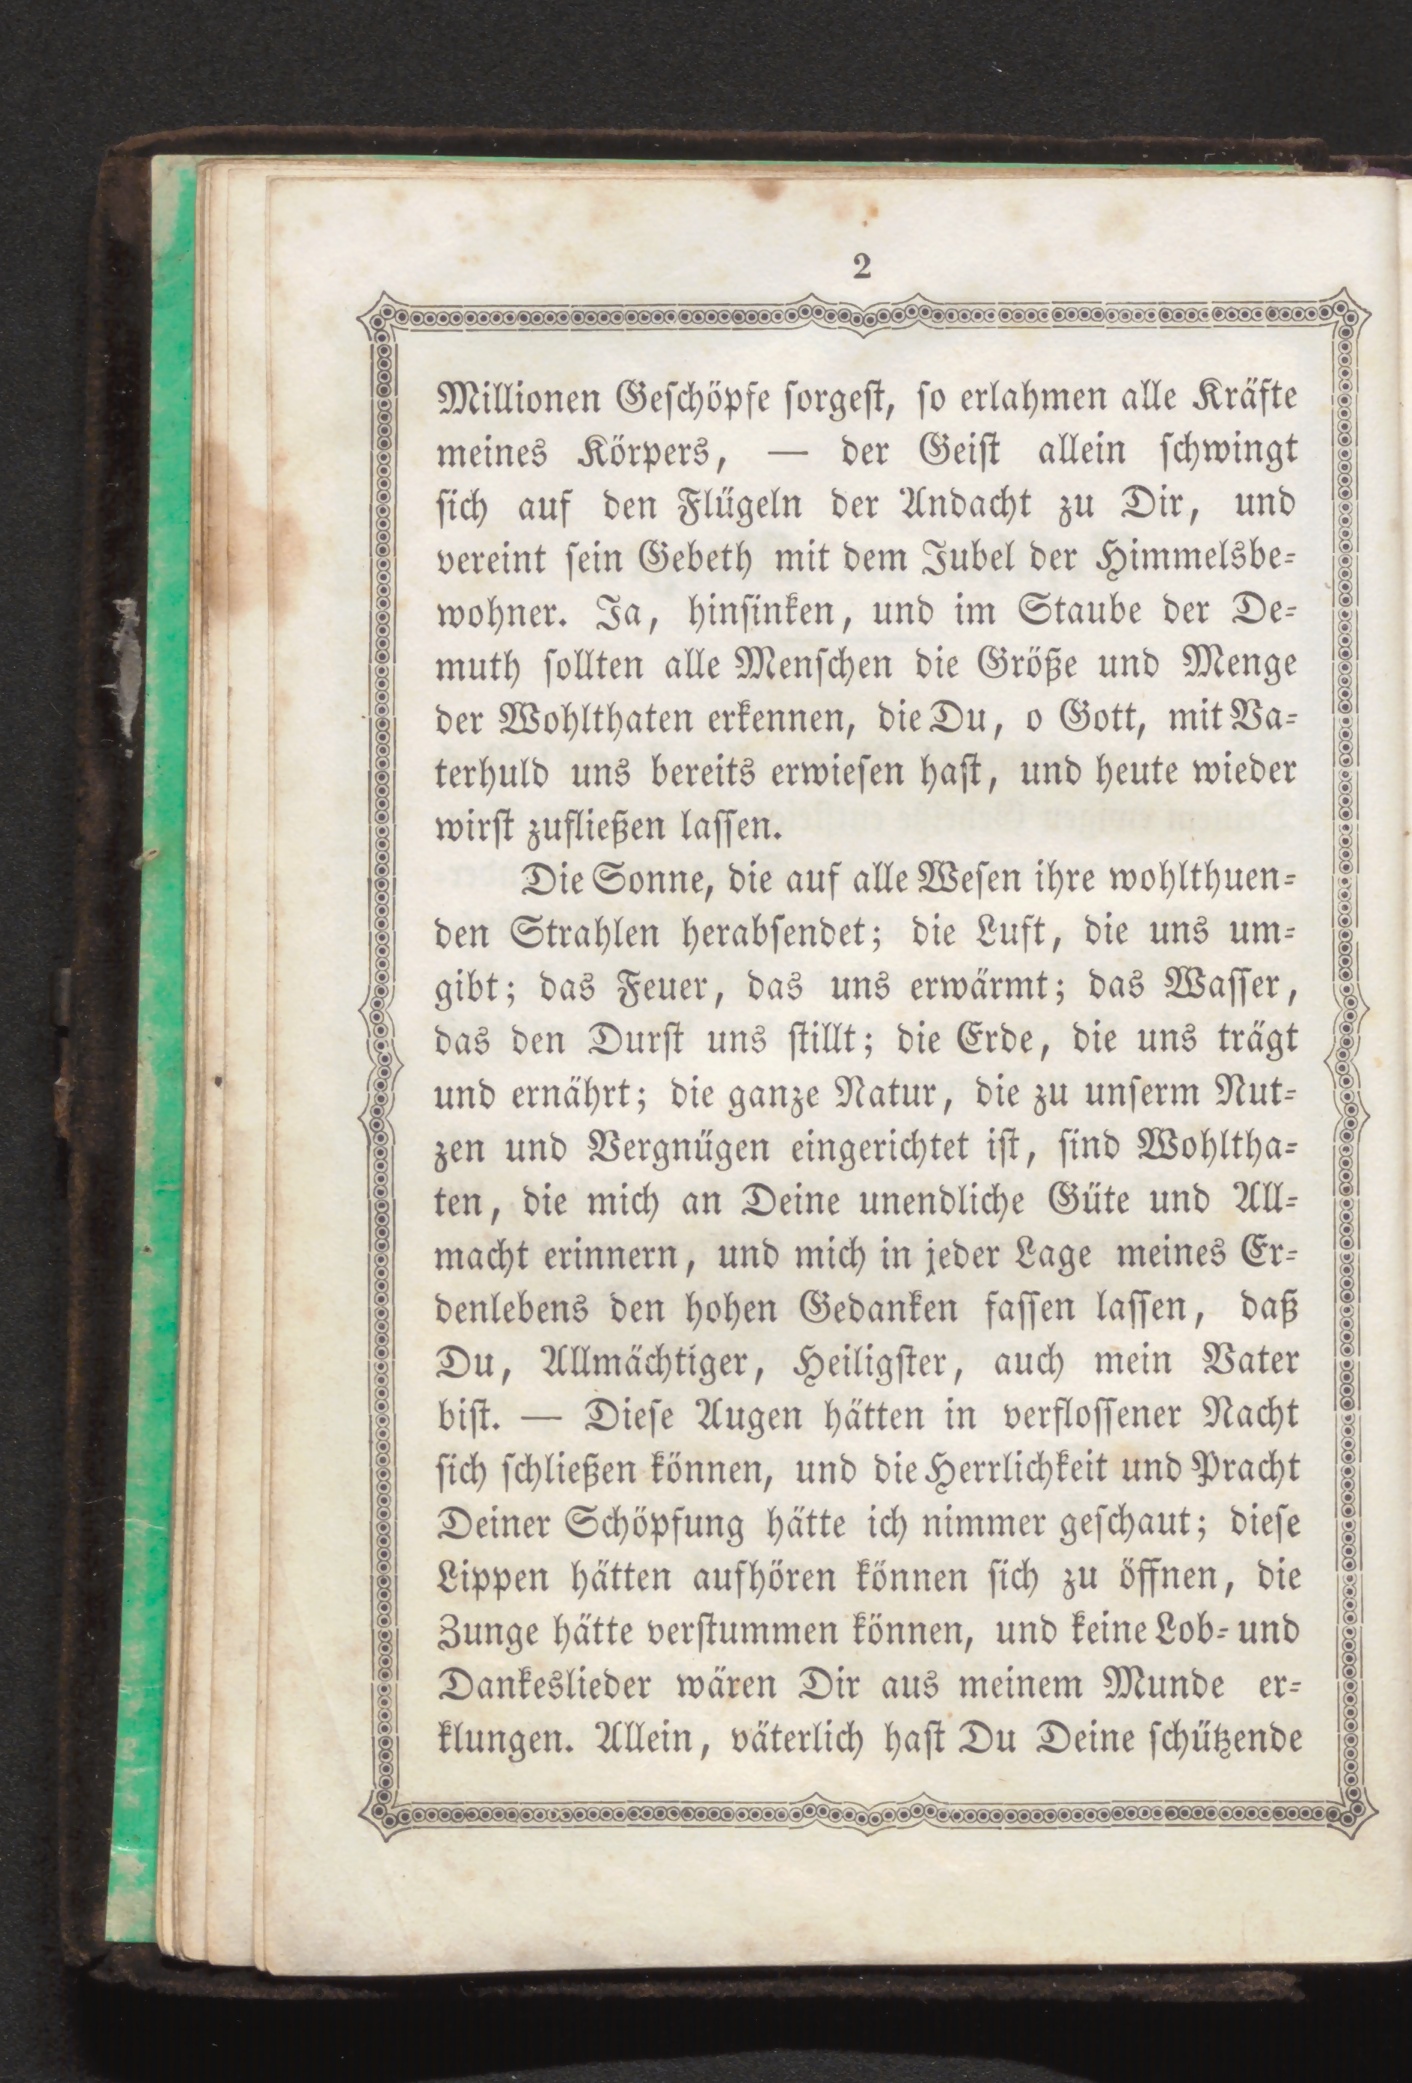 2
Millionen Geschöpfe sorgest, so erlahmen alle Kräfte
meines Körpers, — der Geist allein schwingt
sich auf den Flügeln der Andacht zu Dir, und
vereint sein Gebeth mit dem Jubel der Himmelsbe-
wohner. Ja, hinsinken, und im Staube der De-
muth sollten alle Menschen die Größe und Menge
der Wohlthaten erkennen, die Du, o Gott, mit Va-
terhuld uns bereits erwiesen hast, und heute wieder
wirst zufließen lassen.
Die Sonne, die auf alle Wesen ihre wohlthuen-
den Strahlen herabsendet; die Luft, die uns um-
gibt; das Feuer, das uns erwärmt; das Wasser,
das den Durst uns stillt; die Erde, die uns trägt
und ernährt; die ganze Natur, die zu unserm Nut-
zen und Vergnügen eingerichtet ist, sind Wohltha-
ten, die mich an Deine unendliche Güte und All-
macht erinnern, und mich in jeder Lage meines Er-
denlebens den hohen Gedanken fassen lassen, daß
Du, Allmächtiger, Heiligster, auch mein Vater
bist. — Diese Augen hätten in verflossener Nacht
sich schließen können, und die Herrlichkeit und Pracht
Deiner Schöpfung hätte ich nimmer geschaut; diese
Lippen hätten aufhören können sich zu öffnen, die
Zunge hätte verstummen können, und keine Lob- und
Dankeslieder wären Dir aus meinem Munde er-
klungen. Allein, väterlich hast Du Deine schützende